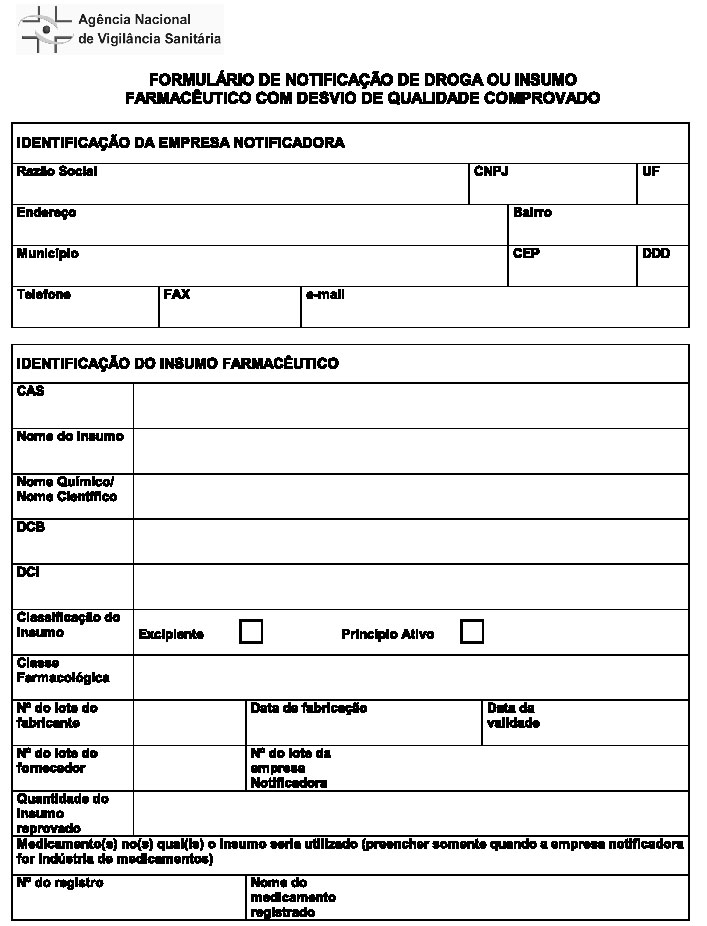 Agência Nacional
de Vigilância Sanitária
FORMULÁRIO DE NOTIFICAÇÃO DE DROGA OU INSUMO
FARMACÊUTICO COM DESVIO DE QUALIDADE COMPROVADO
IDENTIFICAÇÃO DA EMPRESA NOTIFICADORA
Razão Social CNPJ UF
Endereço Bairro
Município CEP DDD
Telefone FAX e-mail
IDENTIFICAÇÃO DO INSUMO FARMACÊUTICO
CAS
Nome do insumo
Nome Químico/
Nome Científico
DCB
DCI
Classificação do
insumo
Excipiente Princípio Ativo
Classe
Farmacológica
Nº do lote do
fabricante
Data de fabricação
Data da
validade
Nº do lote do
fornecedor
Nº do lote da
empresa
Notificadora
Quantidade do
insumo
reprovado
Medicamento(s) no(s) qual(is) o insumo seria utilizado (preencher somente quando a empresa notificadora
for indústria de medicamentos)
Nº do registro
Nome do
medicamento
registrado